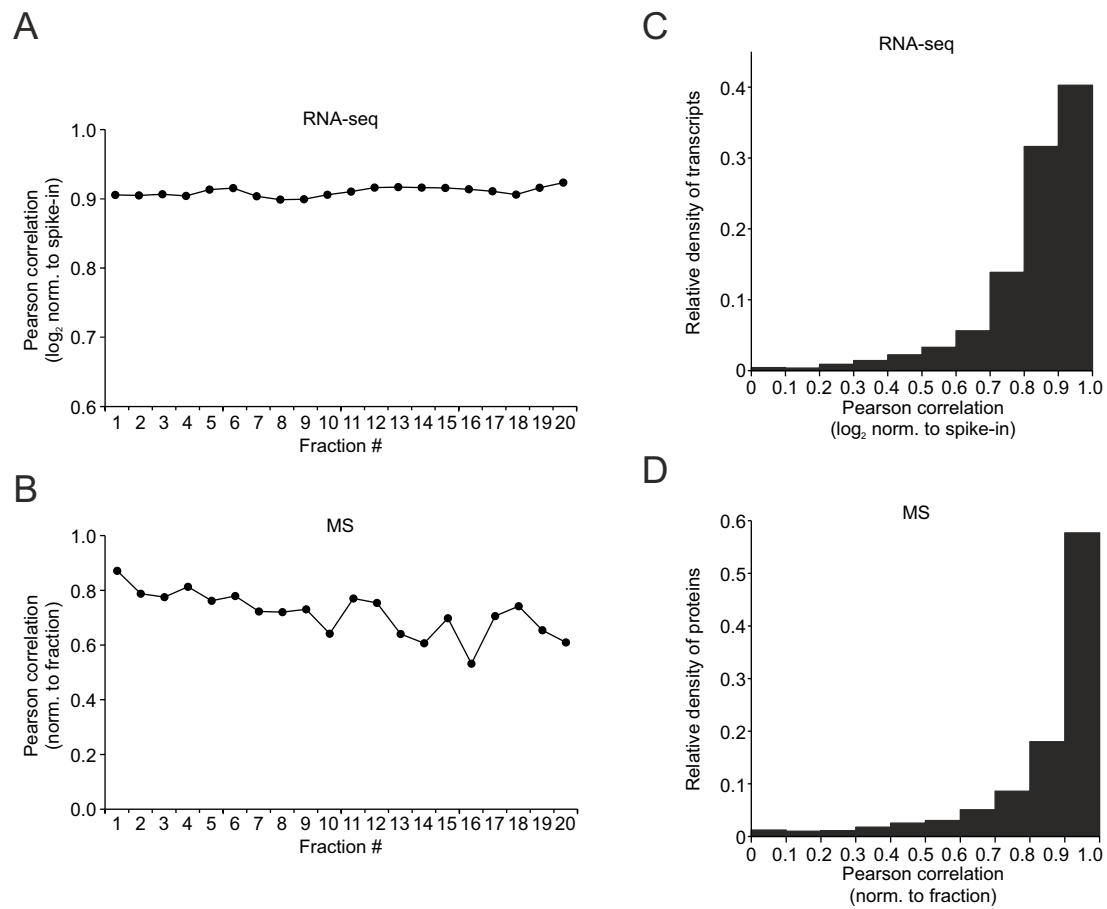 A
RNA-seq
Pearson correlation
(log₂ norm. to spike-in)
1.0
0.9
0.9
0.8
0.7
0.6
1 2 3 4 5 6 7 8 9 10 11 12 13 14 15 16 17 18 19 20
Fraction #
B
MS
Pearson correlation
(norm. to fraction)
1.0
0.8
0.6
0.4
0.2
0.0
1 2 3 4 5 6 7 8 9 10 11 12 13 14 15 16 17 18 19 20
Fraction #
C
RNA-seq
Relative density of transcripts
0.4
0.3
0.2
0.1
0
0 0.1 0.2 0.3 0.4 0.5 0.6 0.7 0.8 0.9 1.0
Pearson correlation
(log₂ norm. to spike-in)
D
MS
Relative density of proteins
0.6
0.5
0.4
0.3
0.2
0.1
0
0 0.1 0.2 0.3 0.4 0.5 0.6 0.7 0.8 0.9 1.0
Pearson correlation
(norm. to fraction)